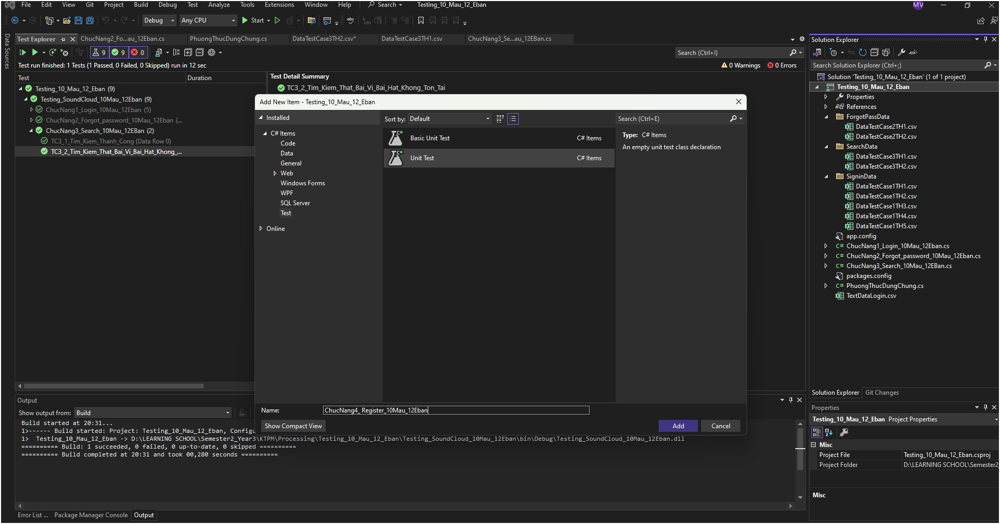 File Edit View Git Project Build Debug Test Analyze Tools Extensions Window Help Search Testing_10_Mau_12_Eban MV
Debug Any CPU Start
Data Sources
Test Explorer ChucNang2_Fo...au_12Eban.cs PhuongThucDungChung.cs DataTestCase3TH2.csv* DataTestCase3TH1.csv ChucNang3_Se...au_12EBan.cs
9 9 0 Search (Ctrl+I)
Test run finished: 1 Tests (1 Passed, 0 Failed, 0 Skipped) run in 12 sec 0 Warnings 0 Errors
Test Duration
Testing_10_Mau_12_Eban (9)
Testing_SoundCloud_10Mau_12Eban (9)
ChucNang1_Login_10Mau_12Eban (5)
ChucNang2_Forgot_password_10Mau_12Eban (...
ChucNang3_Search_10Mau_12EBan (2)
TC3_1_Tim_Kiem_Thanh_Cong (Data Row 0)
TC3_2_Tim_Kiem_That_Bai_Vi_Bai_Hat_Khong_...
Test Detail Summary
TC3_2_Tim_Kiem_That_Bai_Vi_Bai_Hat_Khong_Ton_Tai
Add New Item - Testing_10_Mau_12_Eban
Installed
C# Items
Code
Data
General
Web
Windows Forms
WPF
SQL Server
Test
Online
Sort by: Default
Basic Unit Test C# Items
Unit Test C# Items
Search (Ctrl+E)
Type: C# Items
An empty unit test class declaration
Name: ChucNang4_ Register_10Mau_12Eban
Show Compact View Add Cancel
Output
Show output from: Build
Build started at 20:31...
1>------ Build started: Project: Testing_10_Mau_12_Eban, Configu
1> Testing_10_Mau_12_Eban -> D:\LEARNING SCHOOL\Semester2_Year3\KTPM\Processing\Testing_10_Mau_12_Eban\Testing_SoundCloud_10Mau_12Eban\bin\Debug\Testing_SoundCloud_10Mau_12Eban.dll
========== Build: 1 succeeded, 0 failed, 0 up-to-date, 0 skipped ==========
========== Build completed at 20:31 and took 00,280 seconds ==========
Error List ... Package Manager Console Output
Solution Explorer
Search Solution Explorer (Ctrl+;)
Solution 'Testing_10_Mau_12_Eban' (1 of 1 project)
Testing_10_Mau_12_Eban
Properties
References
ForgotPassData
DataTestCase2TH1.csv
DataTestCase2TH2.csv
SearchData
DataTestCase3TH1.csv
DataTestCase3TH2.csv
SigninData
DataTestCase1TH1.csv
DataTestCase1TH2.csv
DataTestCase1TH3.csv
DataTestCase1TH4.csv
DataTestCase1TH5.csv
app.config
C# ChucNang1_Login_10Mau_12Eban.cs
C# ChucNang2_Forgot_password_10Mau_12Eban.cs
C# ChucNang3_Search_10Mau_12EBan.cs
packages.config
C# PhuongThucDungChung.cs
TextDataLogin.csv
Solution Explorer Git Changes
Properties
Testing_10_Mau_12_Eban Project Properties
Misc
Project File Testing_10_Mau_12_Eban.csproj
Project Folder D:\LEARNING SCHOOL\Semester2_
Misc